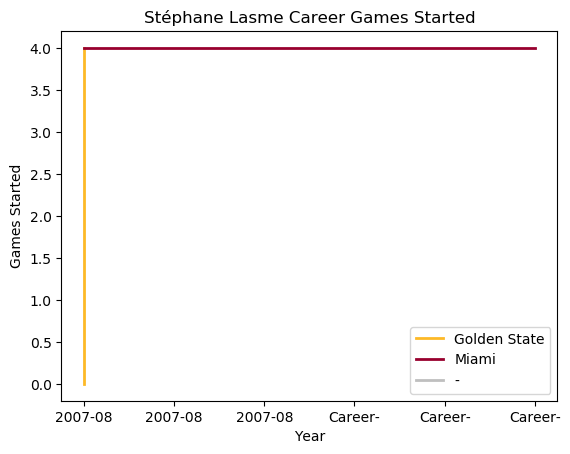 Stéphane Lasme Career Games Started
Games Started
4.0
3.5
3.0
2.5
2.0
1.5
1.0
0.5
0.0
Golden State
Miami
-
2007-08 2007-08 2007-08 Career- Career- Career-
Year